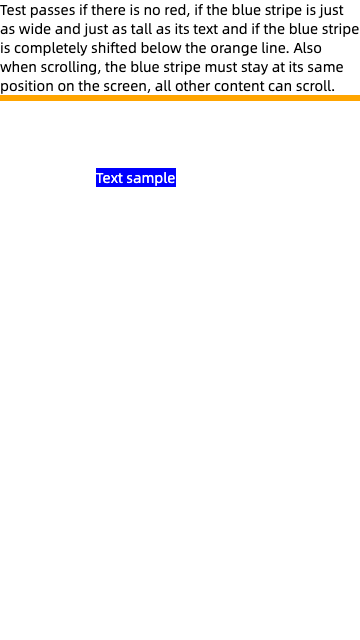 Test passes if there is no red, if the blue stripe is just
as wide and just as tall as its text and if the blue stripe
is completely shifted below the orange line. Also
when scrolling, the blue stripe must stay at its same
position on the screen, all other content can scroll.
Text sample